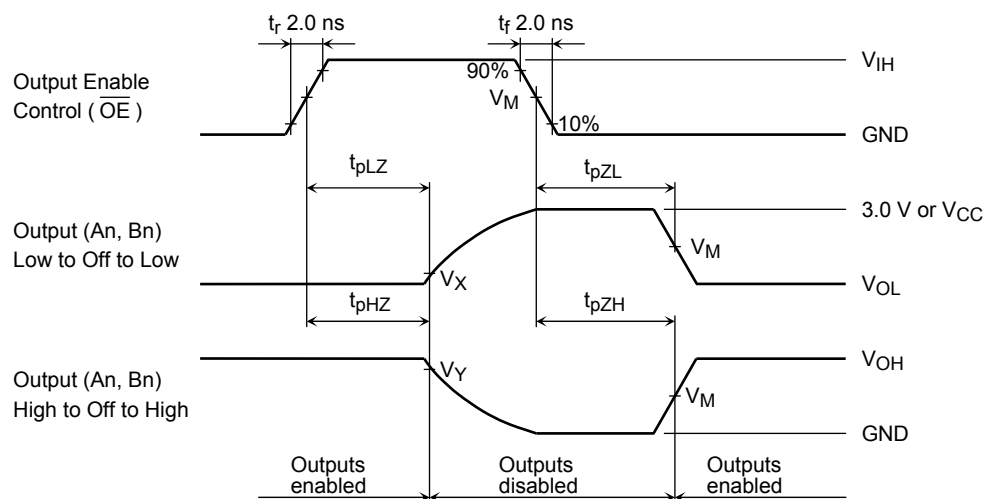 tr 2.0 ns
tf 2.0 ns
Output Enable
Control ( OE )
90%
VM
10%
VIH
GND
tpLZ
tpZL
Output (An, Bn)
Low to Off to Low
3.0 V or VCC
VM
VX
VOL
tpHZ
tpZH
Output (An, Bn)
High to Off to High
VY
VOH
VM
GND
Outputs
enabled
Outputs
disabled
Outputs
enabled